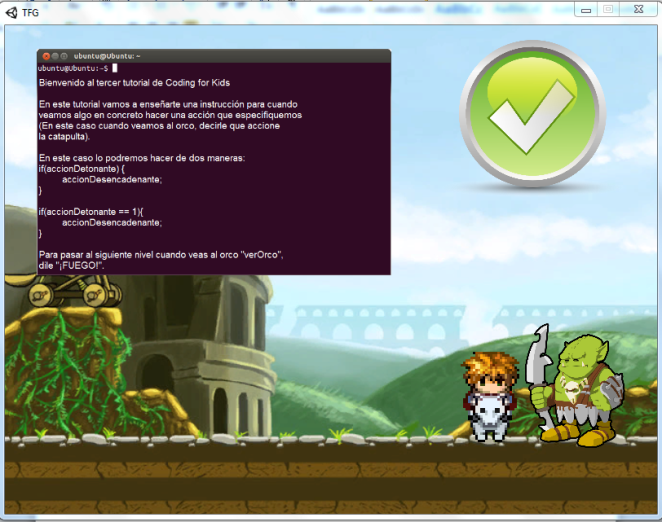 TFG
ubuntu@Ubuntu: ~
ubuntu@Ubuntu:~$
Bienvenido al tercer tutorial de Coding for Kids
En este tutorial vamos a enseñarte una instrucción para cuando
veamos algo en concreto hacer una acción que especifiquemos
(En este caso cuando veamos al orco, decirle que accione
la catapulta).
En este caso lo podremos hacer de dos maneras:
if(accionDetonante) {
accionDesencadenante;
}
if(accionDetonante == 1){
accionDesencadenante;
}
Para pasar al siguiente nivel cuando veas al orco "verOrco",
dile "¡FUEGO!".